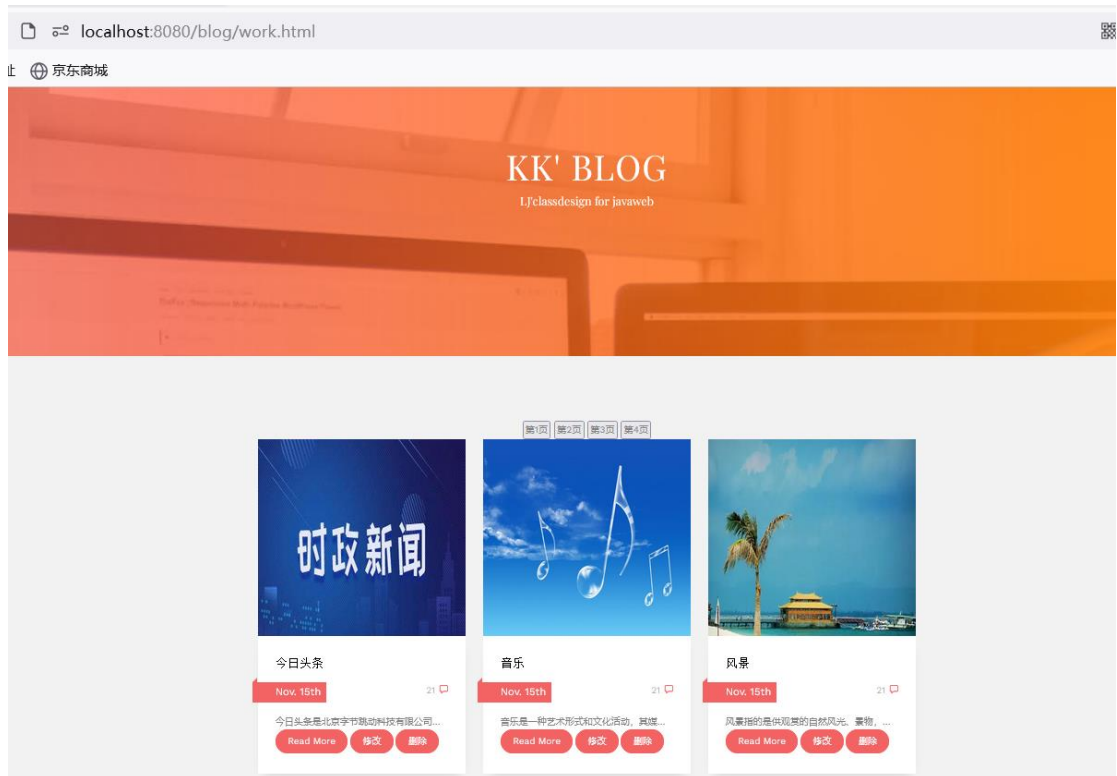 localhost:8080/blog/work.html
止 京东商城
KK' BLOG
LJ'classdesign for javaweb
第1页 第2页 第3页 第4页
时政新闻
今日头条
Nov. 15th 21
今日头条是北京字节跳动科技有限公司...
Read More 修改 删除
音乐
Nov. 15th 21
音乐是一种艺术形式和文化活动，其媒...
Read More 修改 删除
风景
Nov. 15th 21
风景指的是供观赏的自然风光、景物，...
Read More 修改 删除